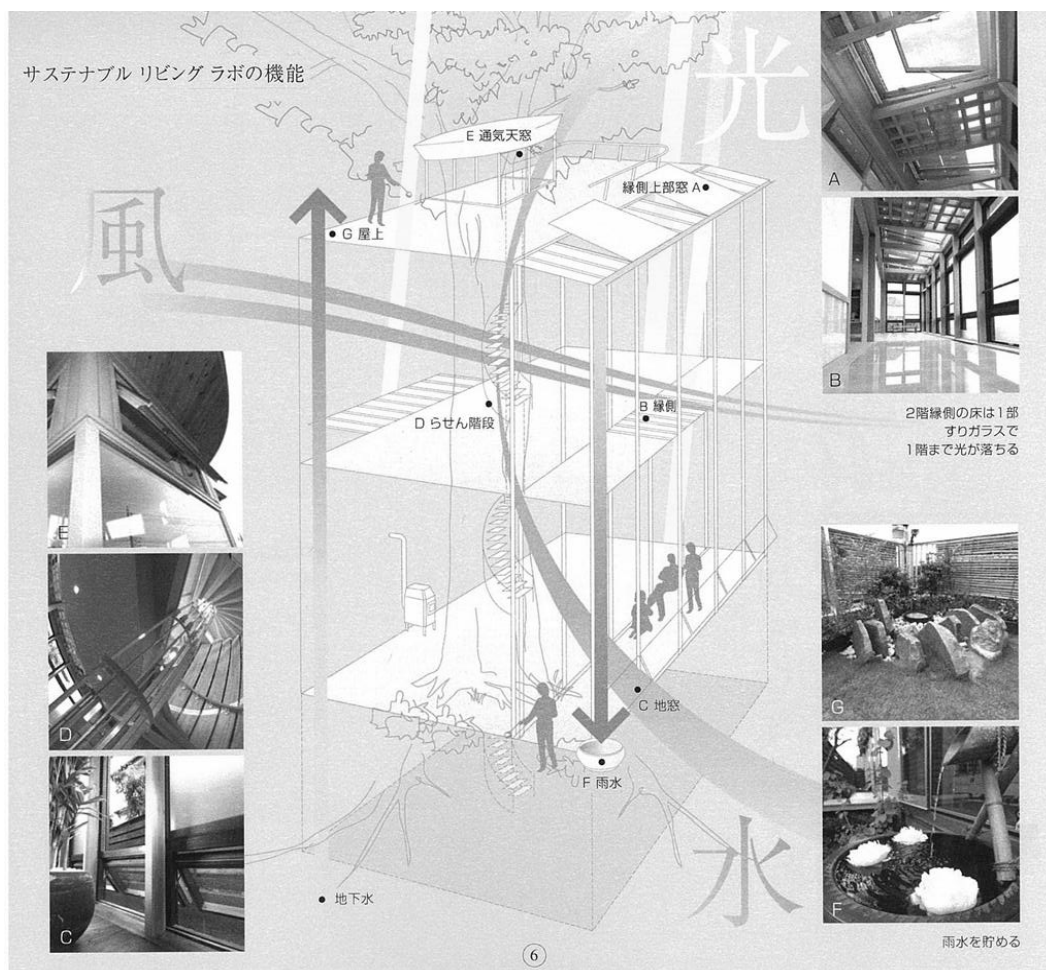 サステナブル リビング ラボの機能
光
風
水
E 通気天窓
縁側上部窓 A
G 屋上
D らせん階段
B 縁側
C 地窓
F 雨水
地下水
A
B
2階縁側の床は1部
すりガラスで
1階まで光が落ちる
E
D
C
G
F
雨水を貯める
6